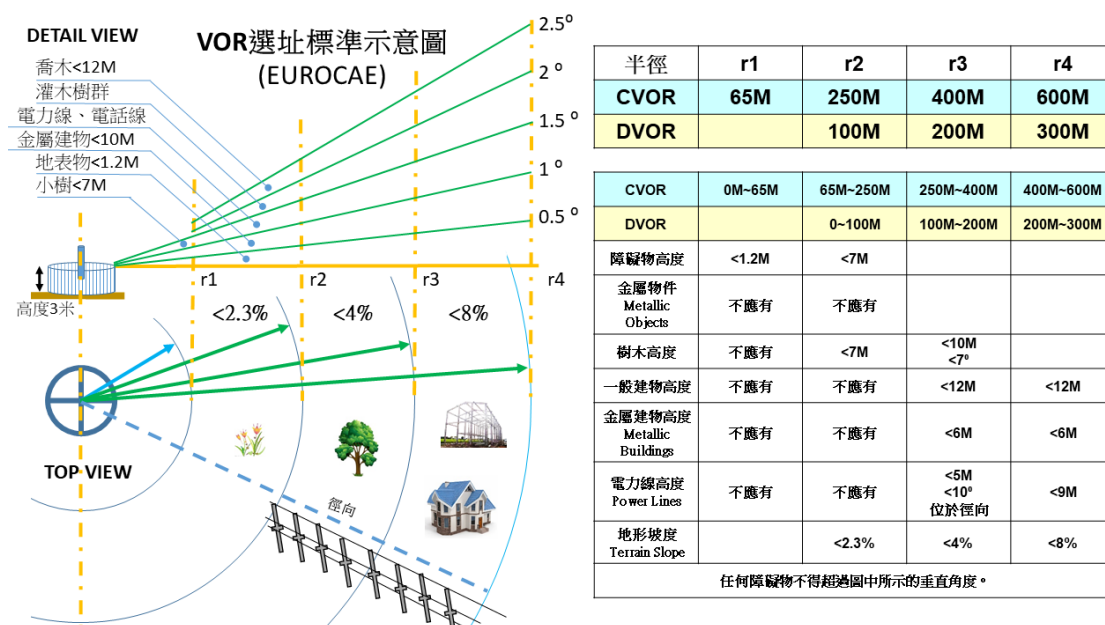 DETAIL VIEW
VOR選址標準示意圖
(EUROCAE)
喬木<12M
灌木樹群
電力線、電話線
金屬建物<10M
地表物<1.2M
小樹<7M
2.5⁰
2⁰
1.5⁰
1⁰
0.5⁰
高度3米
r1
r2
r3
r4
<2.3%
<4%
<8%
TOP VIEW
徑向
半徑 r1 r2 r3 r4
CVOR 65M 250M 400M 600M
DVOR 100M 200M 300M
CVOR 0M~65M 65M~250M 250M~400M 400M~600M
DVOR 0~100M 100M~200M 200M~300M
障礙物高度 <1.2M <7M
金屬物件
Metallic
Objects
不應有 不應有
樹木高度 不應有 <7M
<10M
<7⁰
一般建物高度 不應有 不應有 <12M <12M
金屬建物高度
Metallic
Buildings
不應有 不應有 <6M <6M
電力線高度
Power Lines
不應有 不應有
<5M
<10⁰
位於徑向
<9M
地形坡度
Terrain Slope
<2.3% <4% <8%
任何障礙物不得超過圖中所示的垂直角度。